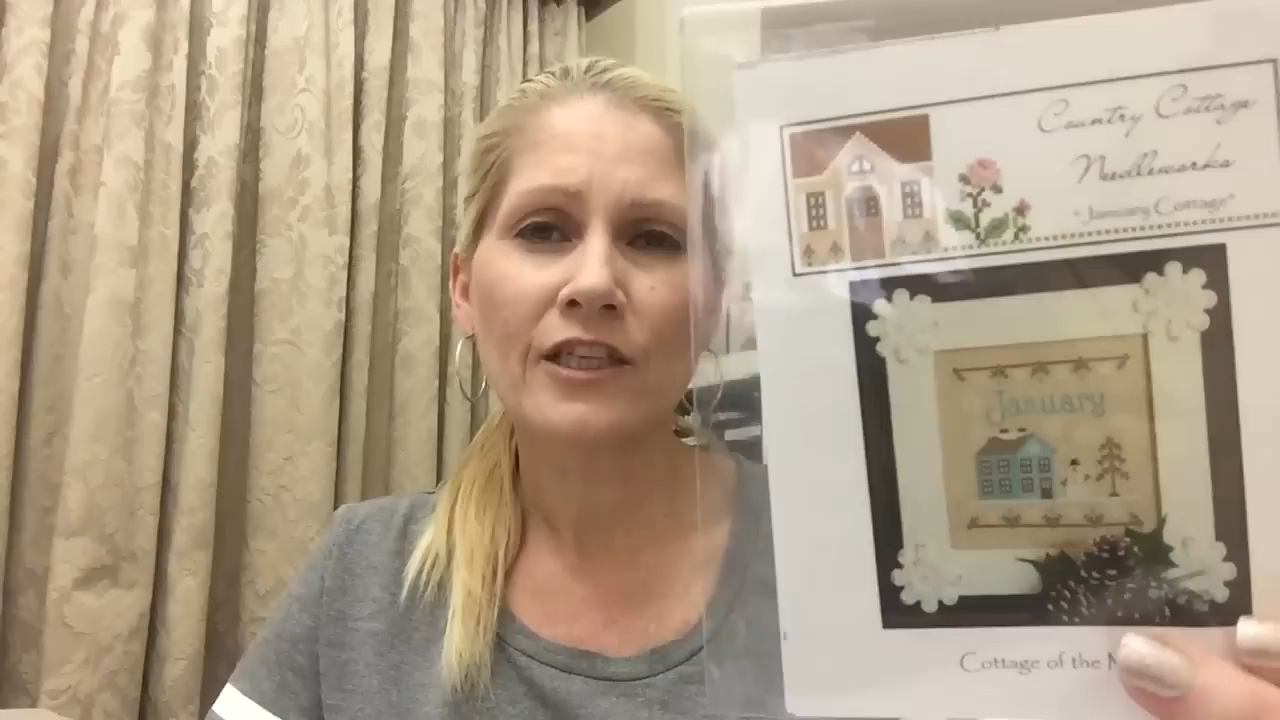 Country Cottage
Needleworks
"January Cottage"
January
Cottage of the